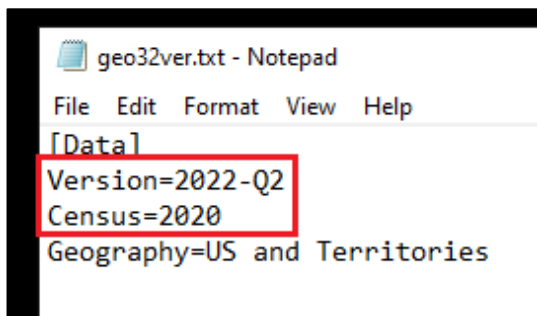 geo32ver.txt - Notepad
File Edit Format View Help
[Data]
Version=2022-Q2
Census=2020
Geography=US and Territories